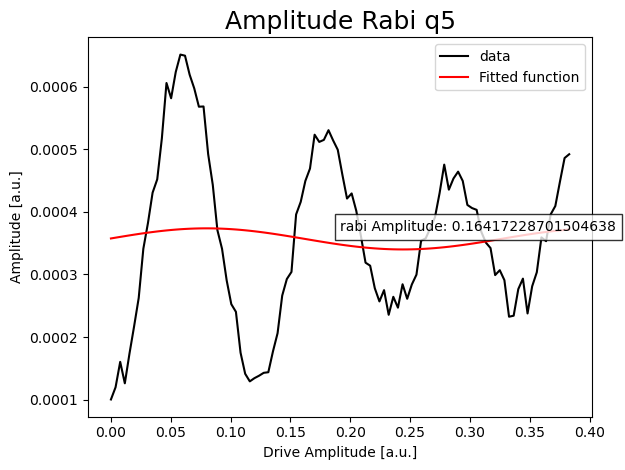 Amplitude Rabi q5
data
Fitted function
rabi Amplitude: 0.16417228701504638
Amplitude [a.u.]
0.0006
0.0005
0.0004
0.0003
0.0002
0.0001
0.00 0.05 0.10 0.15 0.20 0.25 0.30 0.35 0.40
Drive Amplitude [a.u.]